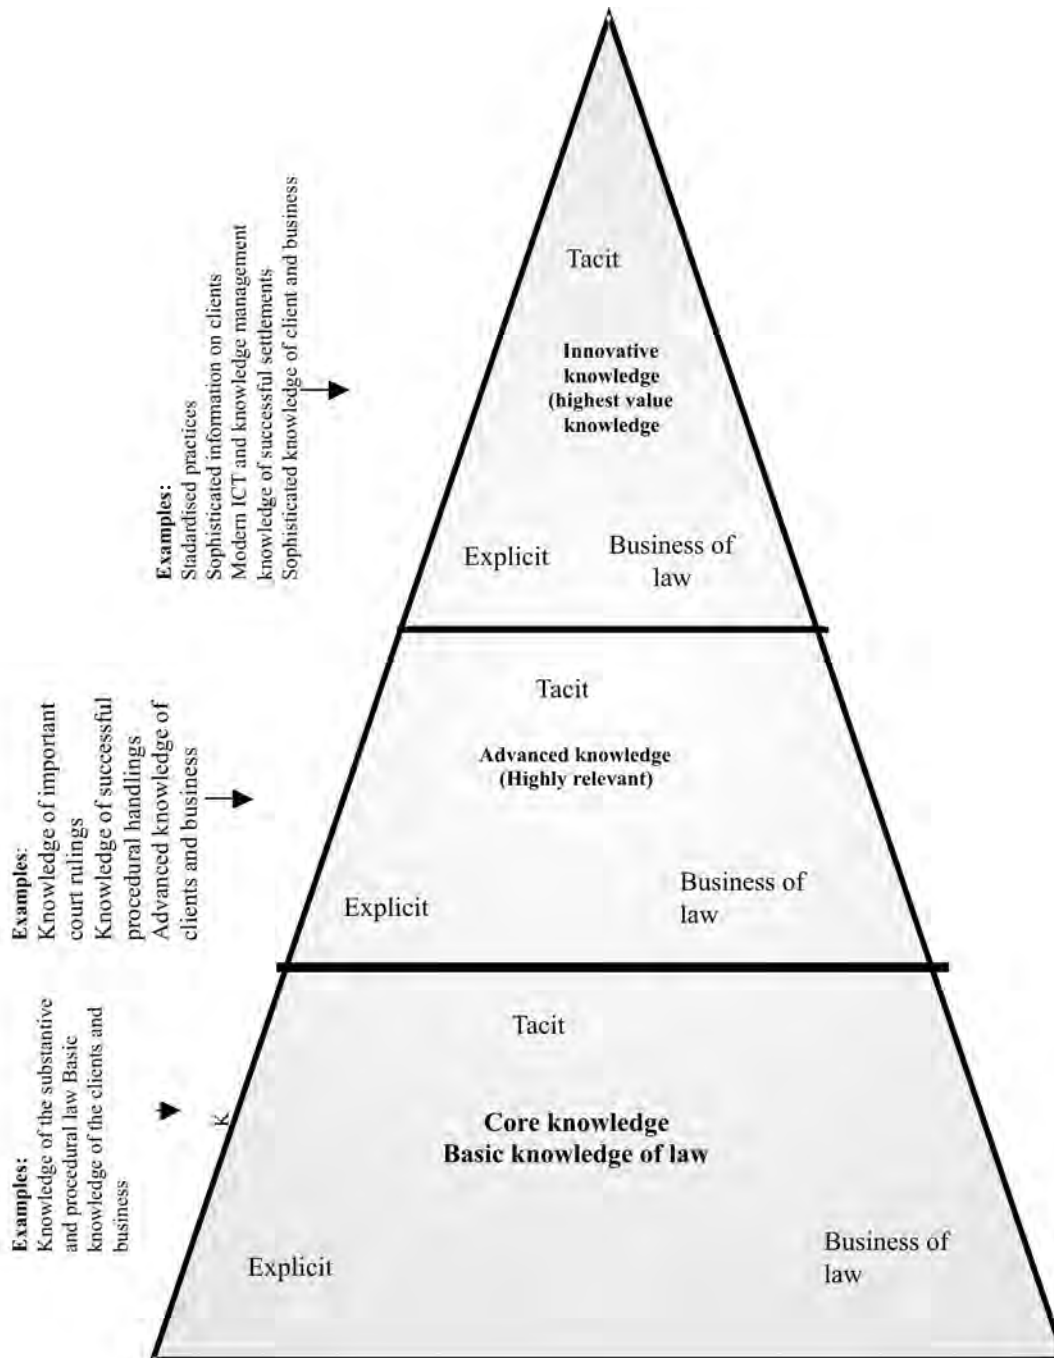 Examples:
Stadardised practices
Sophisticated information on clients
Modern ICT and knowledge management
knowledge of successful settlements
Sophisticated knowledge of client and business
Tacit
Innovative
knowledge
(highest value
knowledge
Explicit
Business of
law
Examples:
Knowledge of important
court rulings
Knowledge of successful
procedural handlings
Advanced knowledge of
clients and business
Tacit
Advanced knowledge
(Highly relevant)
Explicit
Business of
law
Examples:
Knowledge of the substantive
and procedural law Basic
knowledge of the clients and
business
K
Tacit
Core knowledge
Basic knowledge of law
Explicit
Business of
law